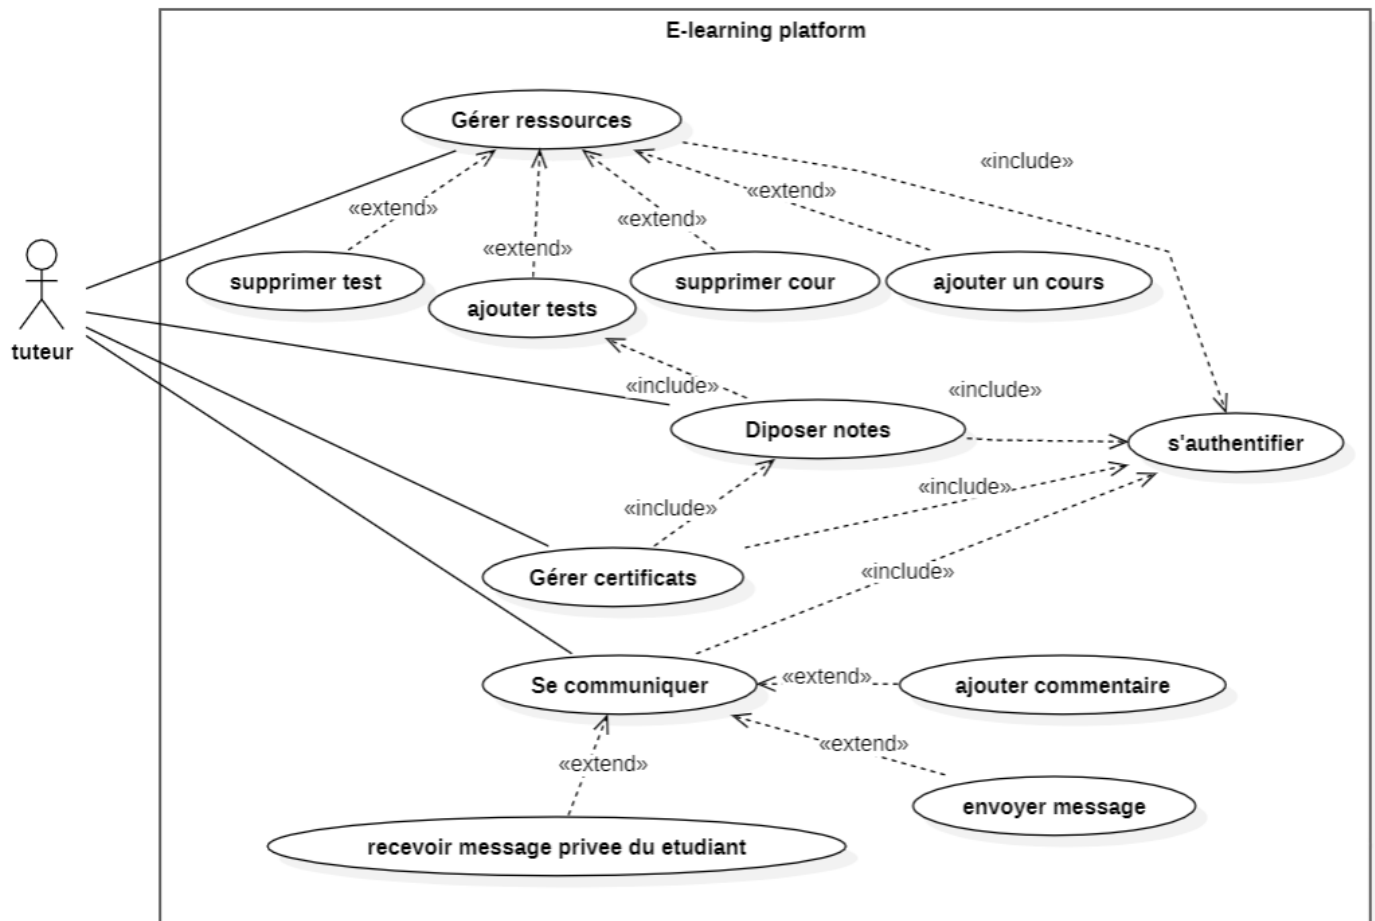 E-learning platform
Gérer ressources
«include»
«extend»
«extend»
«extend»
«extend»
supprimer test
ajouter tests
supprimer cour
ajouter un cours
tuteur
«include»
«include»
Diposer notes
s'authentifier
«include»
«include»
Gérer certificats
«include»
Se communiquer
«extend»
ajouter commentaire
«extend»
«extend»
envoyer message
recevoir message privee du etudiant